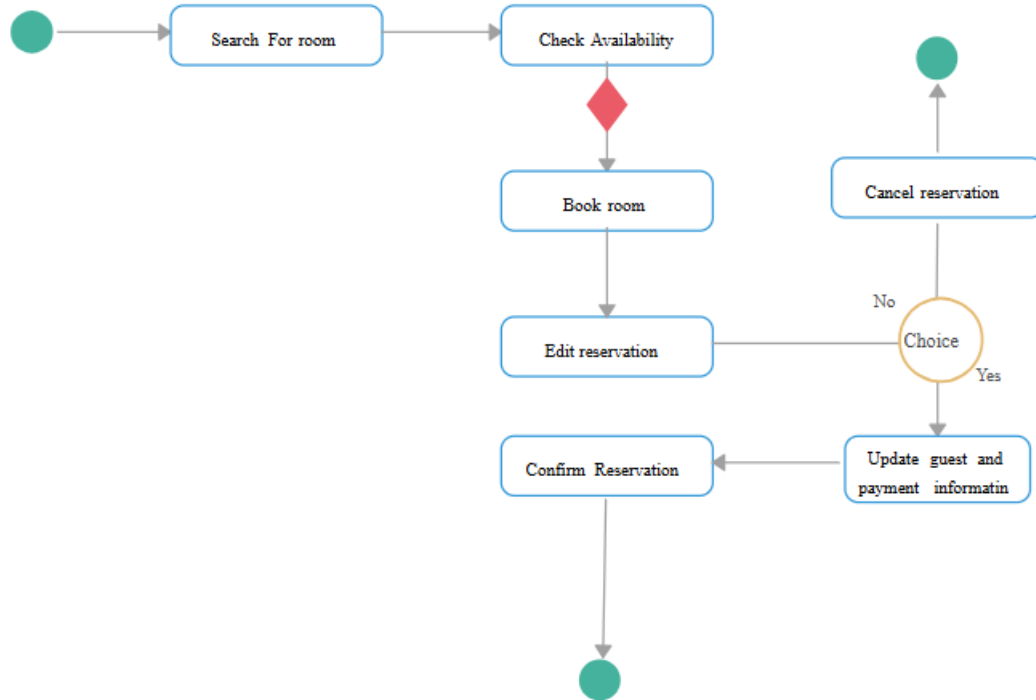 Search For room
Check Availability
Book room
Cancel reservation
No
Choice
Edit reservation
Yes
Confirm Reservation
Update guest and
payment informatin